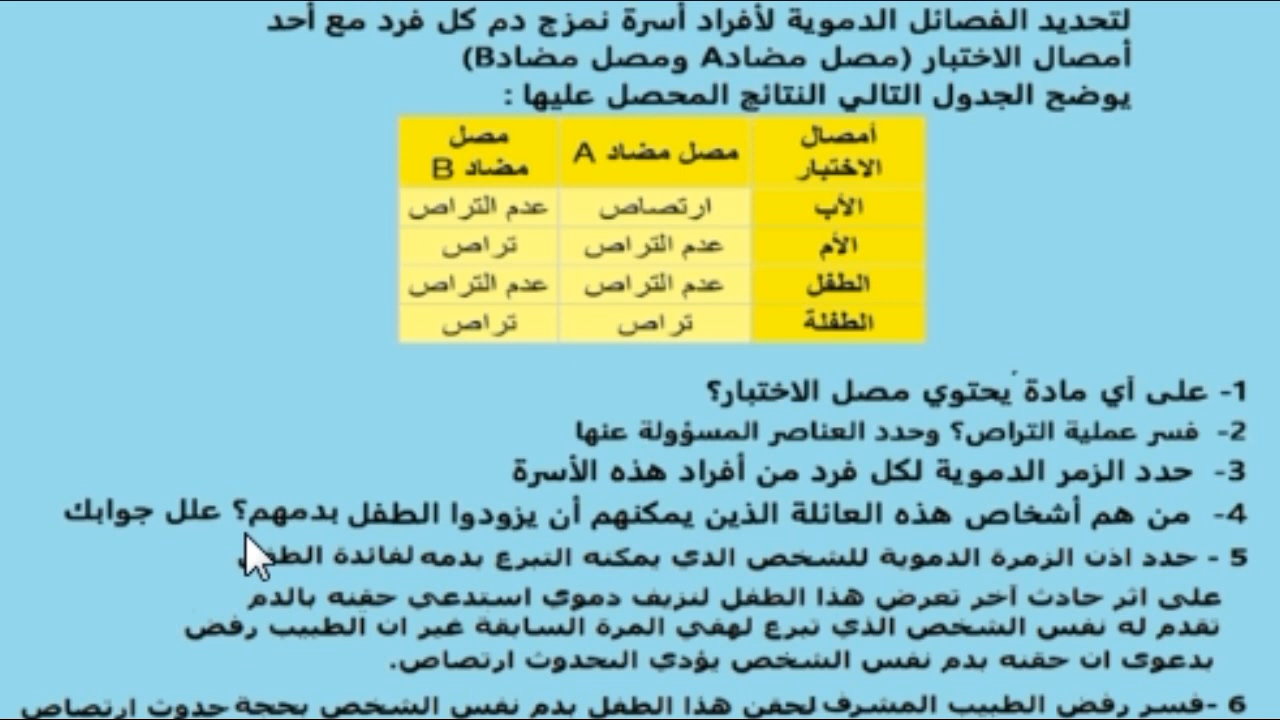 لتحديد الفصائل الدموية لأفراد أسرة نمزج دم كل فرد مع أحد
أمصال الاختبار (مصل مضادA ومصل مضادB)
يوضح الجدول التالي النتائج المحصل عليها :
أمصال الاختبار مصل مضاد A مصل مضاد B
الأب ارتصاص عدم التراص
الأم عدم التراص تراص
الطفل عدم التراص عدم التراص
الطفلة تراص تراص
1- على أي مادة يحتوي مصل الاختبار؟
2- فسر عملية التراص؟ وحدد العناصر المسؤولة عنها
3- حدد الزمر الدموية لكل فرد من أفراد هذه الأسرة
4- من هم أشخاص هذه العائلة الذين يمكنهم أن يزودوا الطفل بدمهم؟ علل جوابك
5 - حدد اذن الزمرة الدموية للشخص الذي يمكنه التبرع بدمه لفائدة الطفل
على اثر حادث آخر تعرض هذا الطفل لنزيف دموي استدعي حقنه بالدم
تقدم له نفس الشخص الذي تبرع لهفي المرة السابقة غير ان الطبيب رفض
بدعوى ان حقنه بدم نفس الشخص يؤدي الىحدوث ارتصاص.
6 -فسر رفض الطبيب المشرف لحقن هذا الطفل بدم نفس الشخص بحجة حدوث ارتصاص